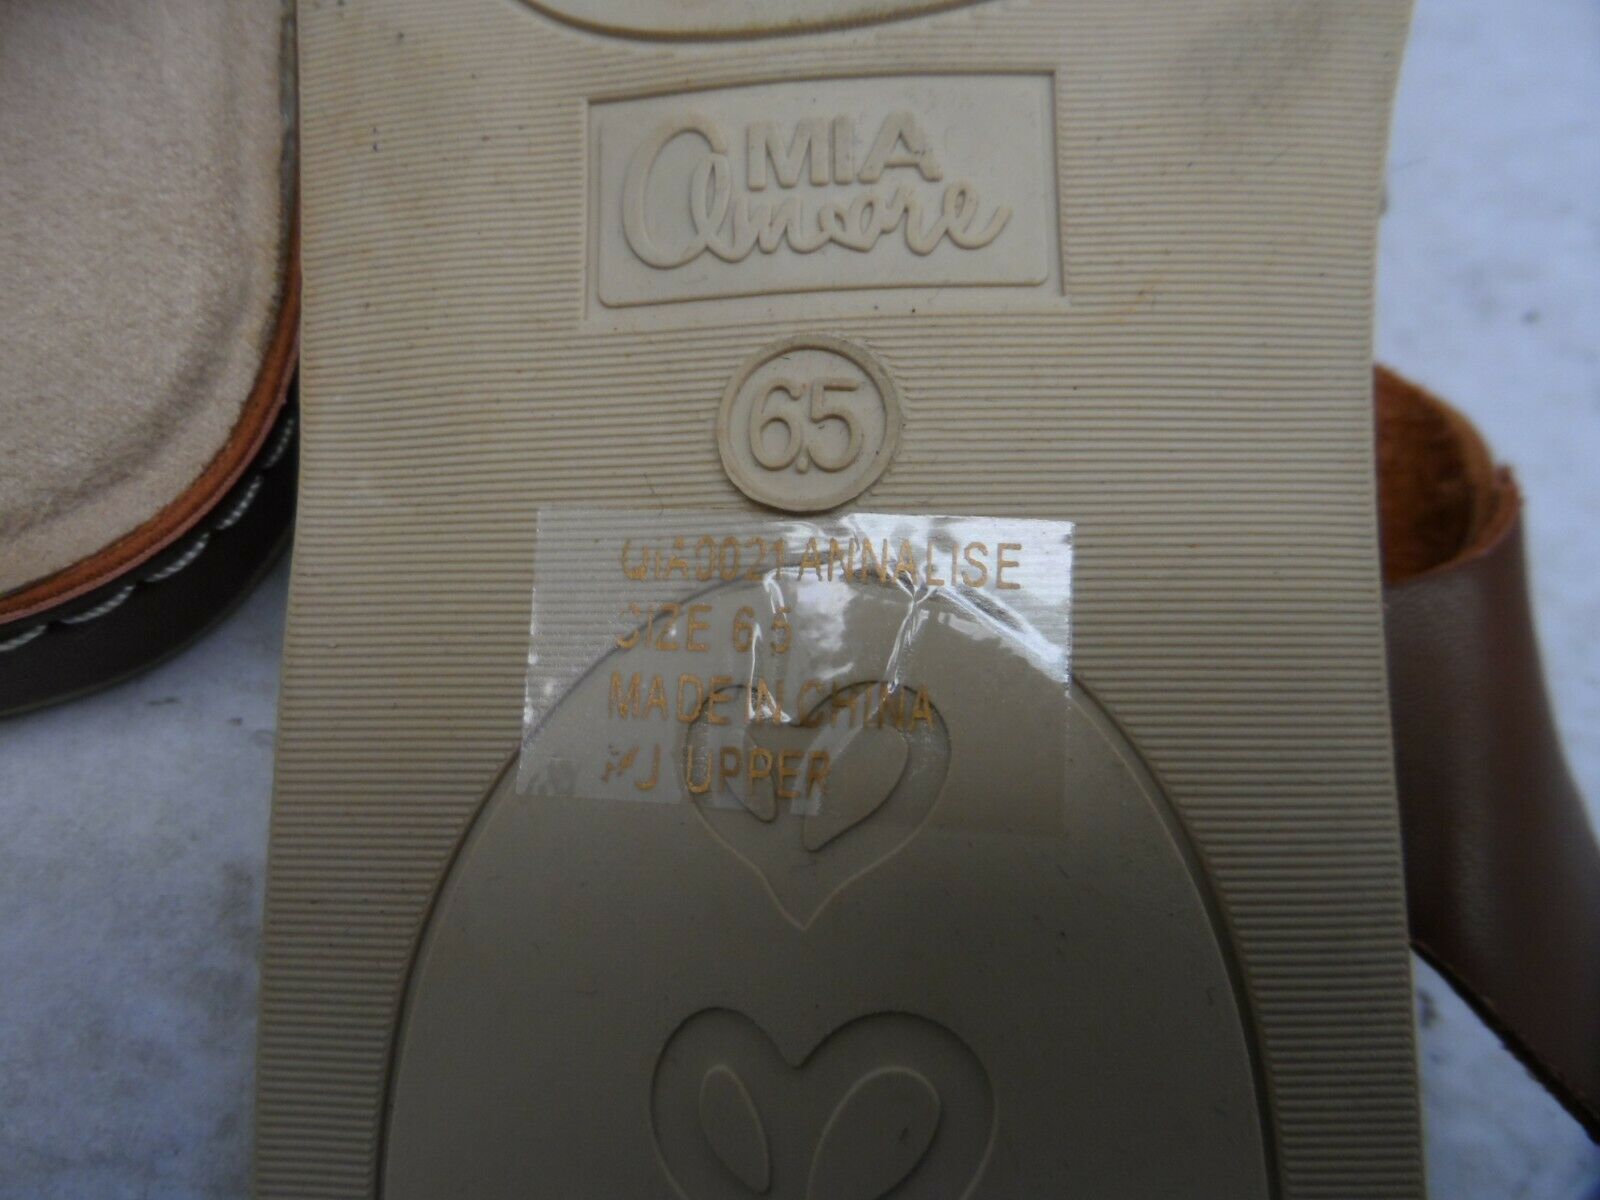 MIA
amore
6.5
ANNALISE
SIZE 6.5
MADE IN CHINA
UPPER